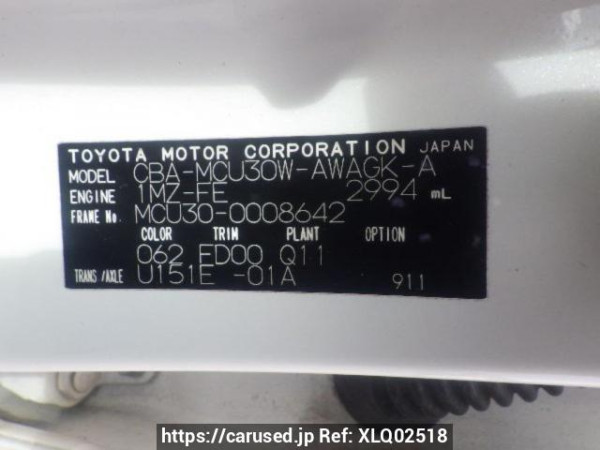 TOYOTA MOTOR CORPORATION JAPAN
MODEL CBA-MCU30W-AWAGK-A
ENGINE 1MZ-FE 2994 mL
FRAME No. MCU30-0008642
COLOR TRIM PLANT OPTION
062 FD00 Q11
TRANS/AXLE U151E -01A 911
https://carused.jp Ref: XLQ02518